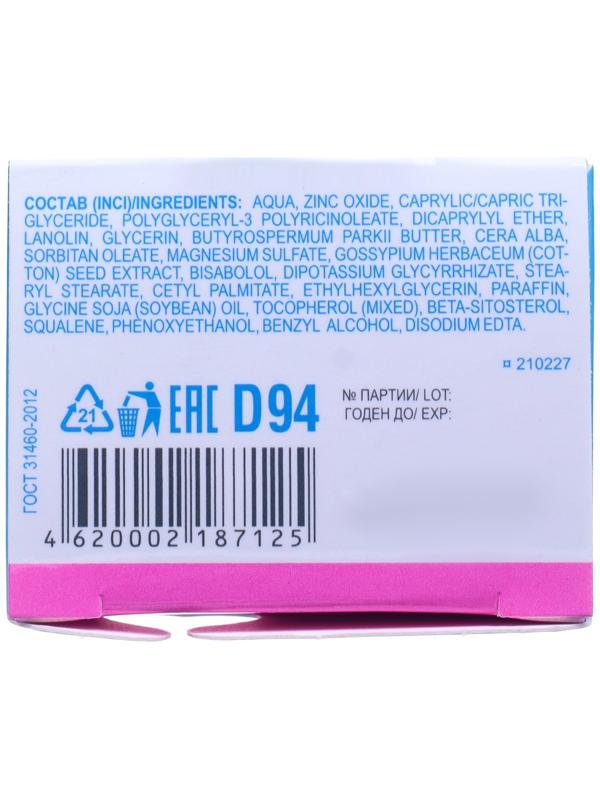 СОСТАВ (INCI)/INGREDIENTS: AQUA, ZINC OXIDE, CAPRYLIC/CAPRIC TRI-
GLYCERIDE, POLYGLYCERYL-3 POLYRICINOLEATE, DICAPRYLYL ETHER,
LANOLIN, GLYCERIN, BUTYROSPERMUM PARKII BUTTER, CERA ALBA,
SORBITAN OLEATE, MAGNESIUM SULFATE, GOSSYPIUM HERBACEUM (COT-
TON) SEED EXTRACT, BISABOLOL, DIPOTASSIUM GLYCYRRHIZATE, STEA-
RYL STEARATE, CETYL PALMITATE, ETHYLHEXYLGLYCERIN, PARAFFIN,
GLYCINE SOJA (SOYBEAN) OIL, TOCOPHEROL (MIXED), BETA-SITOSTEROL,
SQUALENE, PHENOXYETHANOL, BENZYL ALCOHOL, DISODIUM EDTA.
¤ 210227
ГОСТ 31460-2012
21 EAC D94
№ ПАРТИИ/ LOT:
ГОДЕН ДО/ EXP:
4 620002 187125